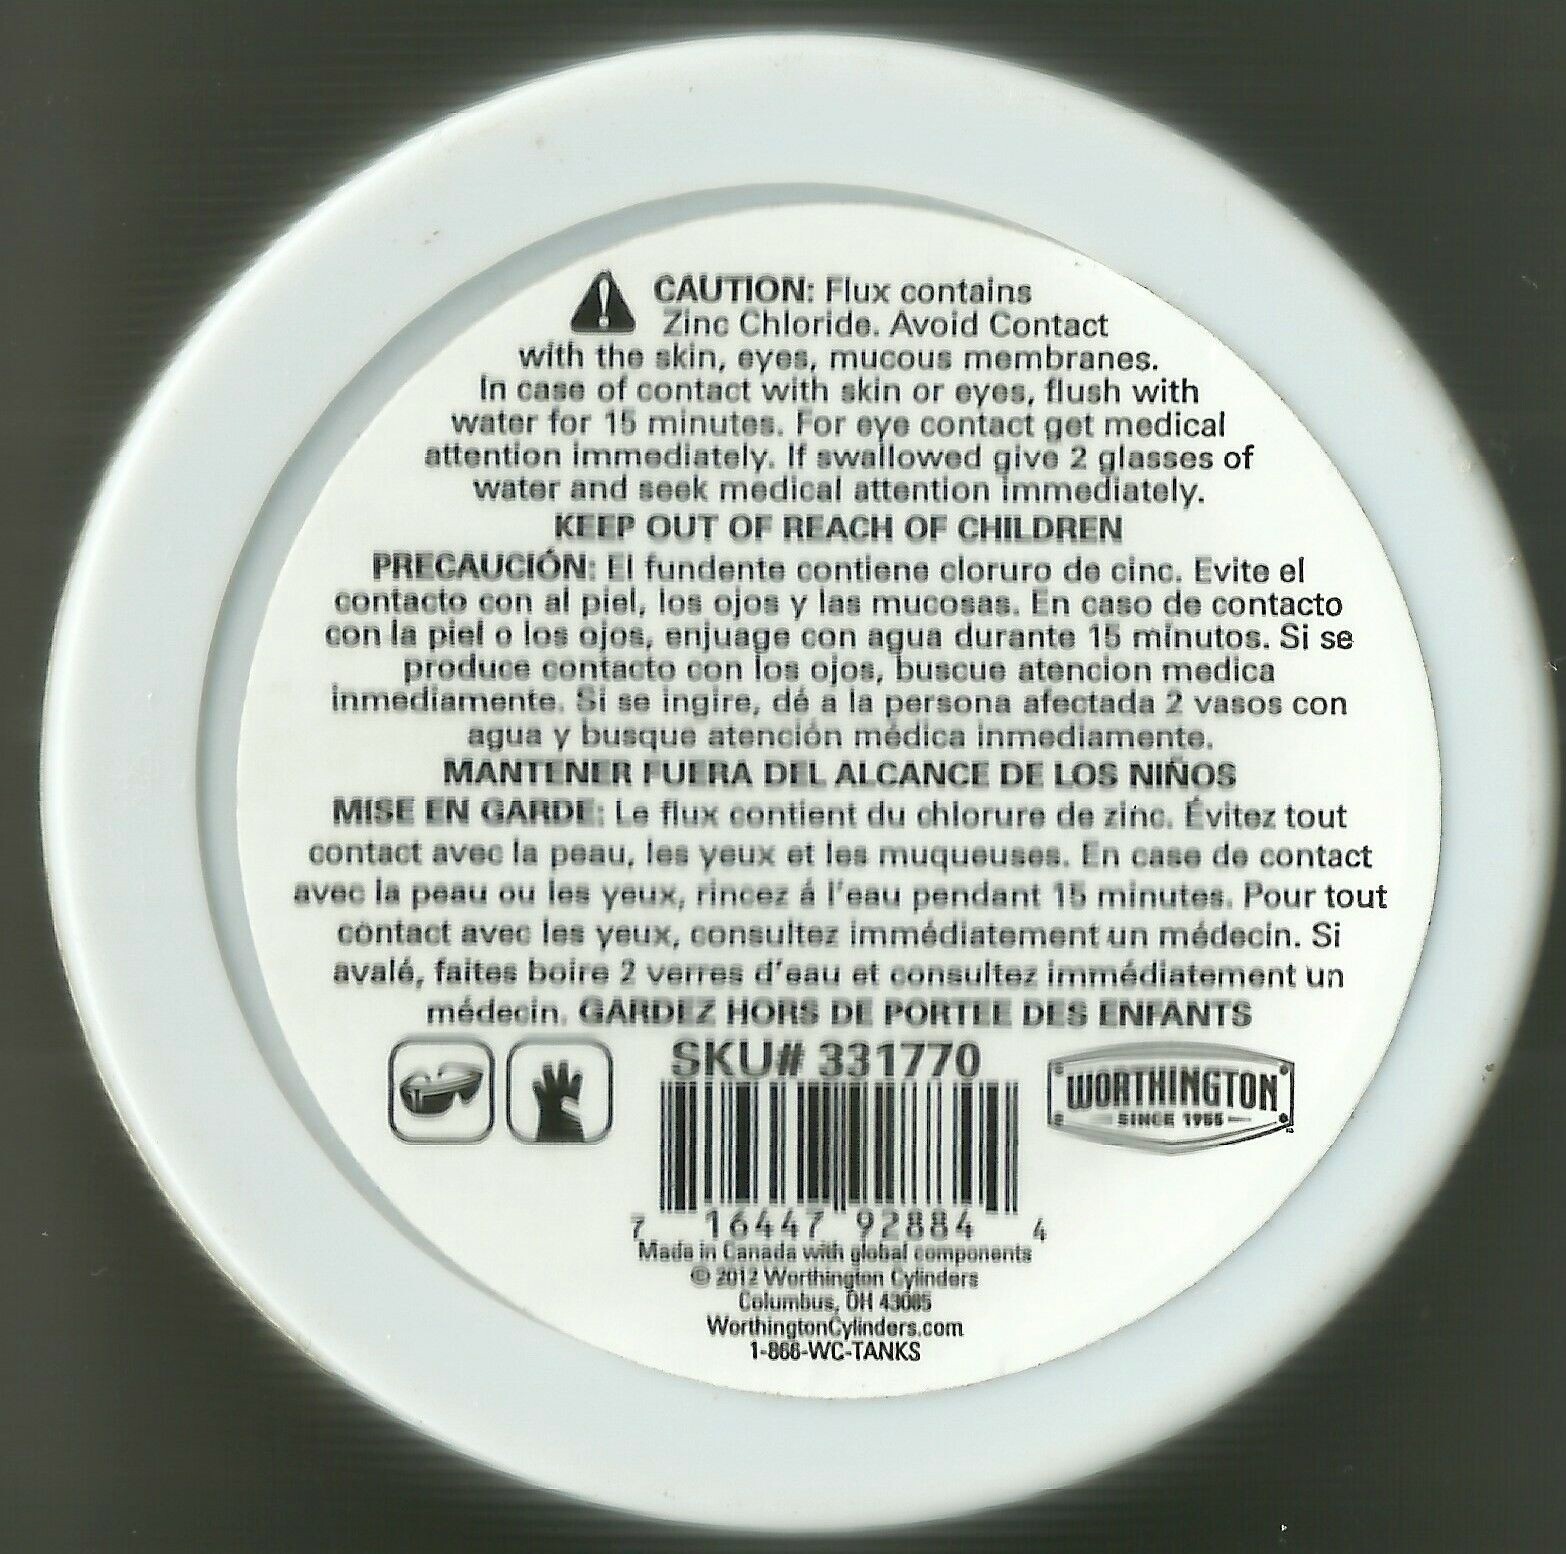 CAUTION: Flux contains
Zinc Chloride. Avoid Contact
with the skin, eyes, mucous membranes.
In case of contact with skin or eyes, flush with
water for 15 minutes. For eye contact get medical
attention immediately. If swallowed give 2 glasses of
water and seek medical attention immediately.
KEEP OUT OF REACH OF CHILDREN
PRECAUCIÓN: El fundente contiene cloruro de cinc. Evite el
contacto con al piel, los ojos y las mucosas. En caso de contacto
con la piel o los ojos, enjuage con agua durante 15 minutos. Si se
produce contacto con los ojos, buscue atencion medica
inmediamente. Si se ingire, dé a la persona afectada 2 vasos con
agua y busque atención médica inmediamente.
MANTENER FUERA DEL ALCANCE DE LOS NIÑOS
MISE EN GARDE: Le flux contient du chlorure de zinc. Évitez tout
contact avec la peau, les yeux et les muqueuses. En case de contact
avec la peau ou les yeux, rincez á l'eau pendant 15 minutes. Pour tout
contact avec les yeux, consultez immédiatement un médecin. Si
avalé, faites boire 2 verres d'eau et consultez immédiatement un
médecin. GARDEZ HORS DE PORTEE DES ENFANTS
SKU# 331770
WORTHINGTON
SINCE 1955
7 16447 92884 4
Made in Canada with global components
© 2012 Worthington Cylinders
Columbus, OH 43085
WorthingtonCylinders.com
1-866-WC-TANKS